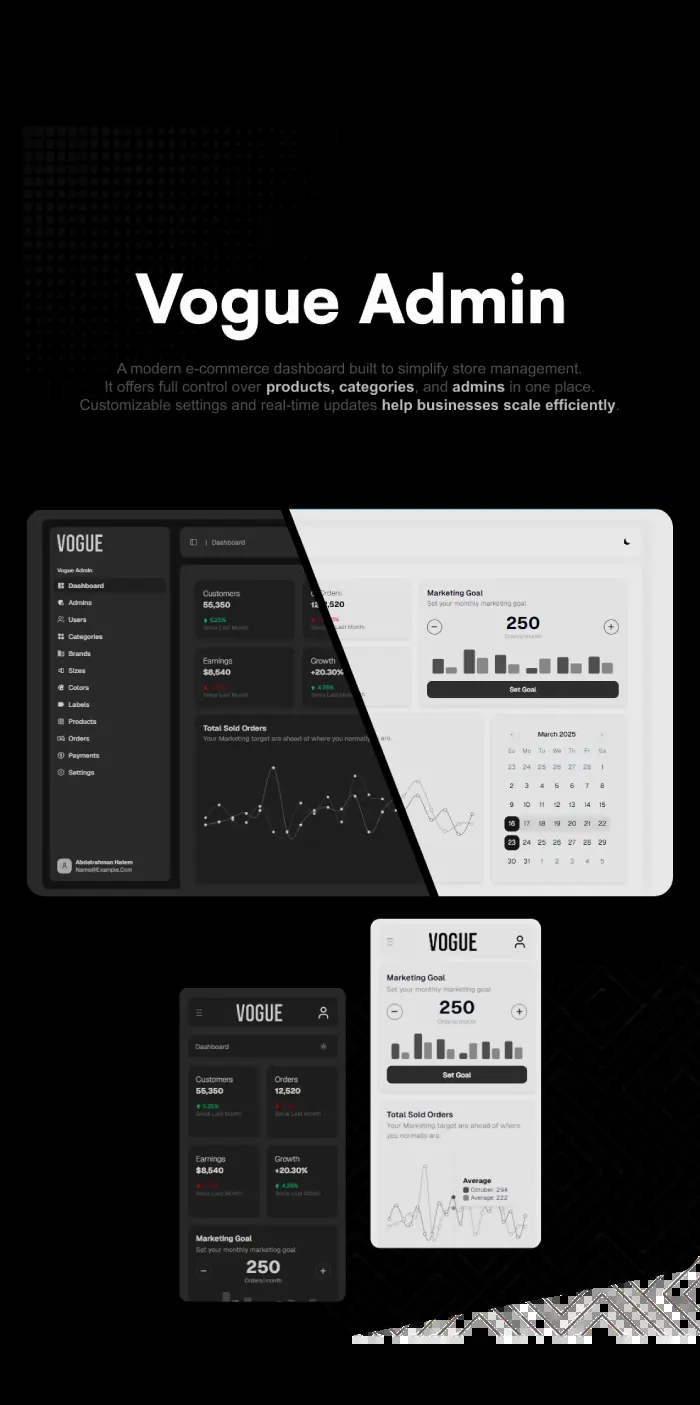 Vogue Admin
A modern e-commerce dashboard built to simplify store management.
It offers full control over products, categories, and admins in one place.
Customizable settings and real-time updates help businesses scale efficiently.
VOGUE
Vogue Admin
Dashboard
Admins
Users
Categories
Brands
Sizes
Colors
Labels
Products
Orders
Payments
Settings
Abdelrahman Hatem
Name@Example.Com
| Dashboard
Customers
55,350
5.25%
Since Last Month
Orders
12,520
Last Month
Earnings
$8,540
Since Last Month
Growth
+20.30%
4.25%
Since Last
Total Sold Orders
Your Marketing target are ahead of where you normally are.
Marketing Goal
Set your monthly marketing goal
250
Orders/month
Set Goal
March 2025
Su Mo Tu We Th Fr Sa
23 24 25 26 27 28 1
2 3 4 5 6 7 8
9 10 11 12 13 14 15
16 17 18 19 20 21 22
23 24 25 26 27 28 29
30 31 1 2 3 4 5
VOGUE
Marketing Goal
Set your monthly marketing goal
250
Orders/month
Set Goal
Total Sold Orders
Your Marketing target are ahead of where
you normally are.
Average
October: 294
Average: 222
VOGUE
Dashboard
Customers
55,350
5.25%
Since Last Month
Orders
12,520
Since Last Month
Earnings
$8,540
Since Last Month
Growth
+20.30%
4.25%
Since Last Month
Marketing Goal
Set your monthly marketing goal
250
Orders/month